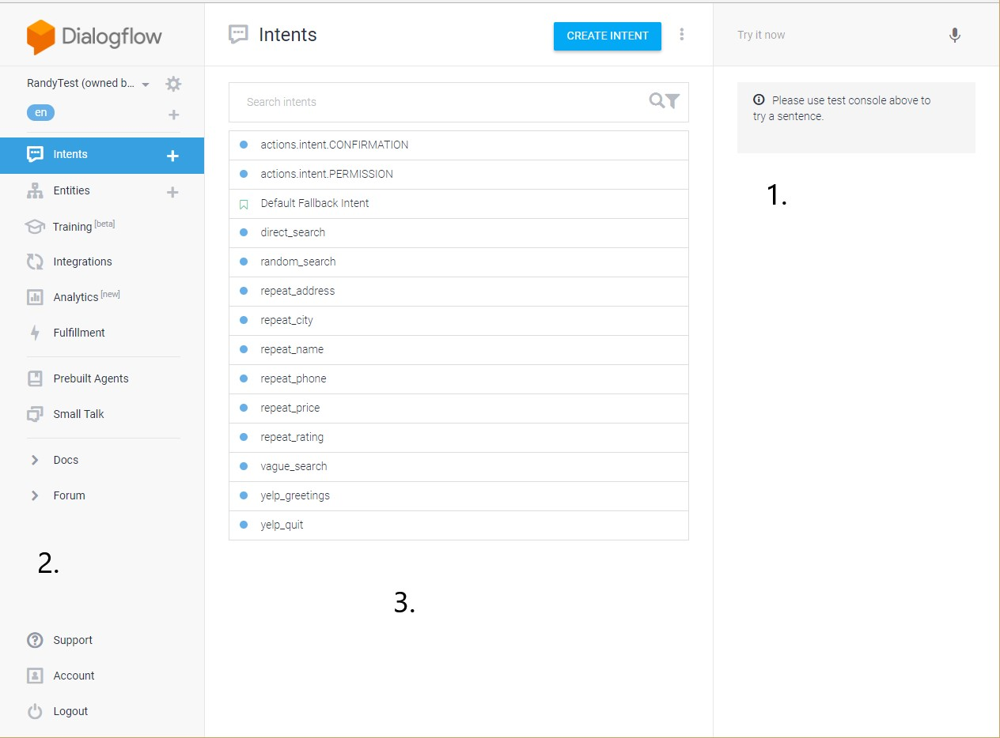 Dialogflow
RandyTest (owned b...
en
Intents
Entities
Training [beta]
Integrations
Analytics [new]
Fulfillment
Prebuilt Agents
Small Talk
Docs
Forum
2.
Support
Account
Logout
Intents
CREATE INTENT
Search intents
actions.intent.CONFIRMATION
actions.intent.PERMISSION
Default Fallback Intent
direct_search
random_search
repeat_address
repeat_city
repeat_name
repeat_phone
repeat_price
repeat_rating
vague_search
yelp_greetings
yelp_quit
3.
Try it now
Please use test console above to
try a sentence.
1.